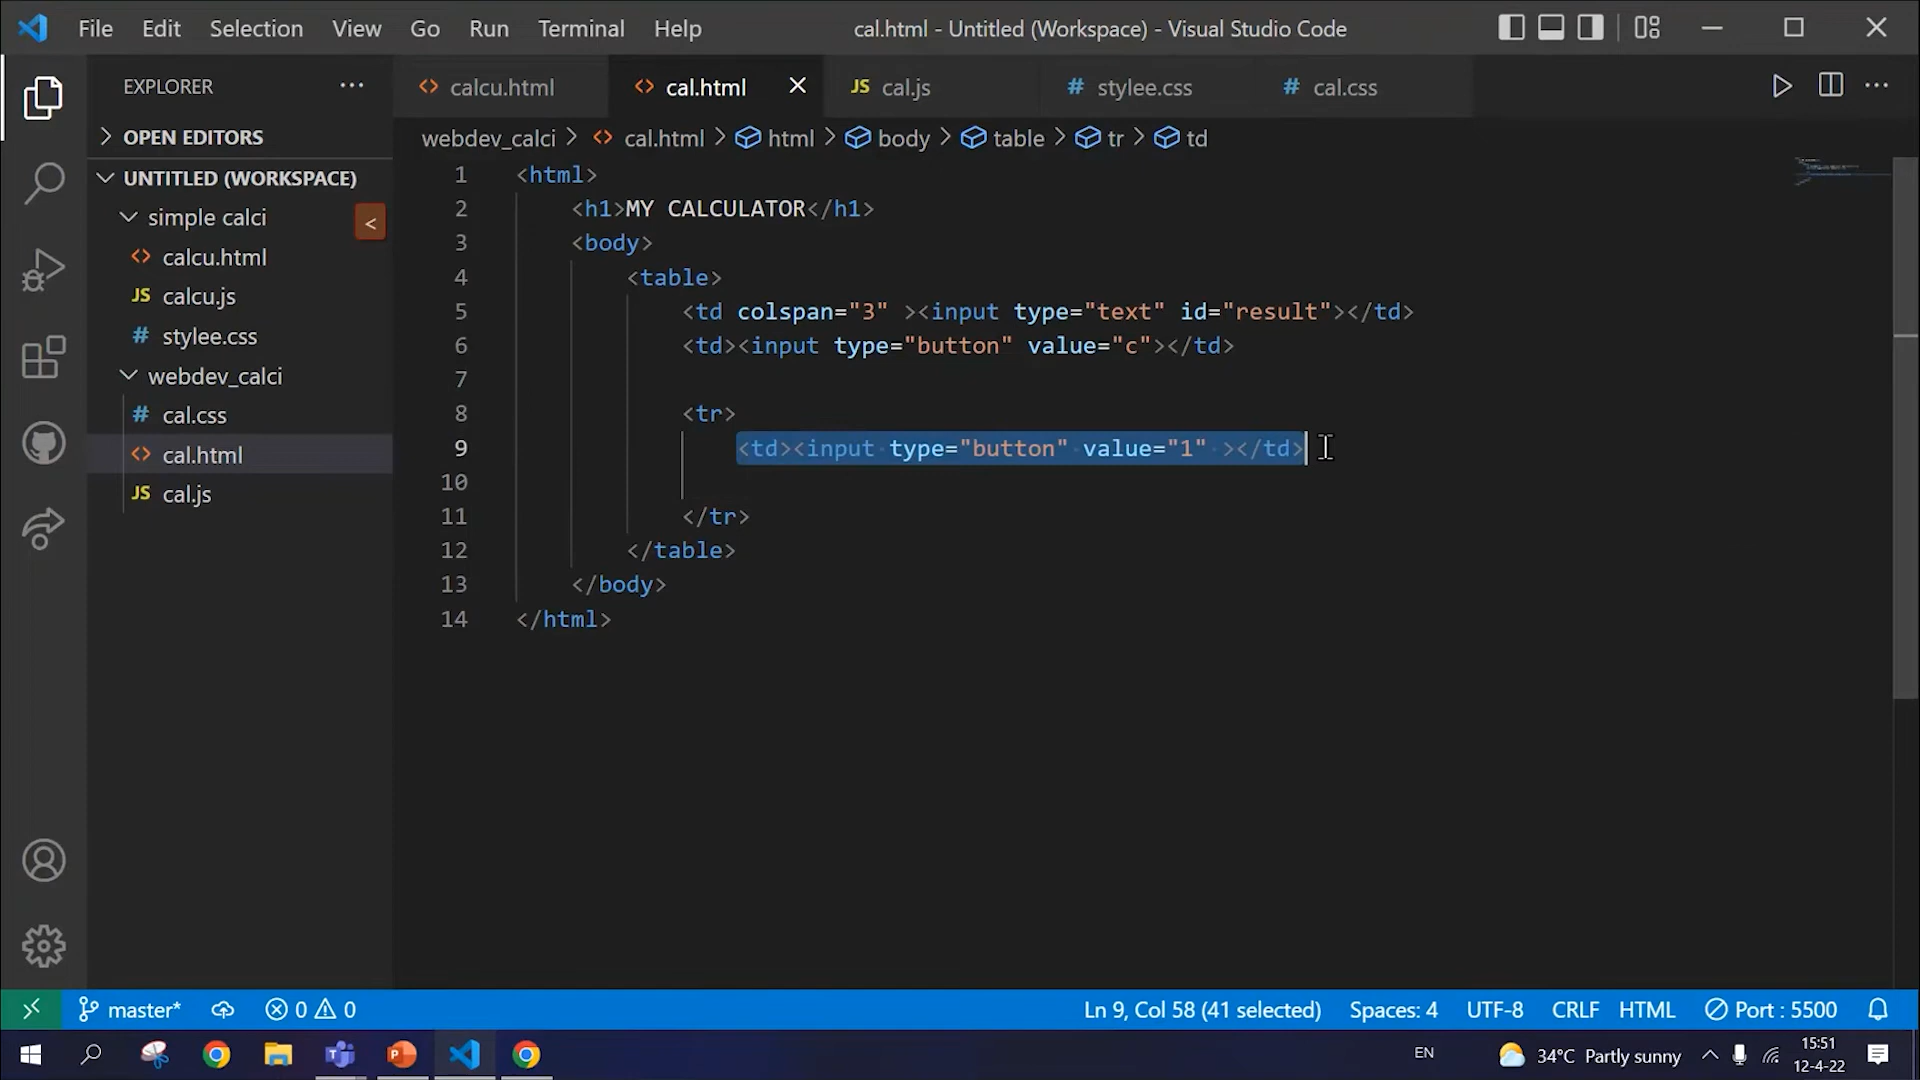 File Edit Selection View Go Run Terminal Help
cal.html - Untitled (Workspace) - Visual Studio Code
EXPLORER
OPEN EDITORS
UNTITLED (WORKSPACE)
simple calci
<
calcu.html
JS calcu.js
# stylee.css
webdev_calci
# cal.css
cal.html
JS cal.js
calcu.html
cal.html
JS cal.js
# stylee.css
# cal.css
webdev_calci > cal.html > html > body > table > tr > td
1 <html>
2 <h1>MY CALCULATOR</h1>
3 <body>
4 <table>
5 <td colspan="3" ><input type="text" id="result"></td>
6 <td><input type="button" value="c"></td>
7
8 <tr>
9 <td><input type="button" value="1" ></td>
10
11 </tr>
12 </table>
13 </body>
14 </html>
master* 0 0
Ln 9, Col 58 (41 selected) Spaces: 4 UTF-8 CRLF HTML Port : 5500
EN
34°C Partly sunny
15:51
12-4-22